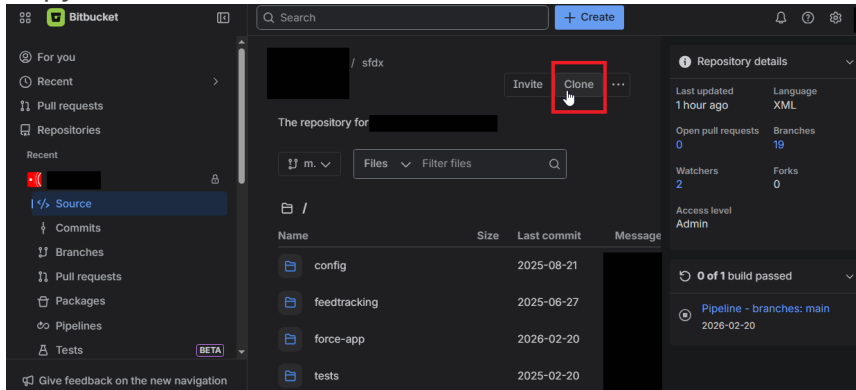 Bitbucket
Search
+ Create
For you
Recent
Pull requests
Repositories
Recent
Source
Commits
Branches
Pull requests
Packages
Pipelines
Tests
BETA
Give feedback on the new navigation
/ sfdx
Invite
Clone
...
The repository for
m.
Files
Filter files
/
Name Size Last commit Message
config 2025-08-21
feedtracking 2025-06-27
force-app 2026-02-20
tests 2025-02-20
Repository details
Last updated Language
1 hour ago XML
Open pull requests Branches
0 19
Watchers Forks
2 0
Access level
Admin
0 of 1 build passed
Pipeline - branches: main
2026-02-20